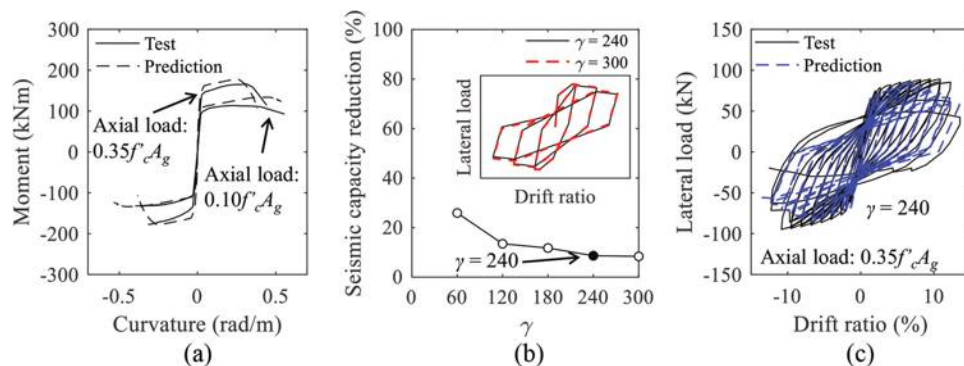 300
200
100
0
-100
-200
-300
Moment (kNm)
Test
Prediction
Axial load:
0.35f'cAg
Axial load:
0.10f'cAg
-0.5
0
0.5
Curvature (rad/m)
(a)
100
80
60
40
20
0
Seismic capacity reduction (%)
γ = 240
γ = 300
Lateral load
Drift ratio
γ = 240
0
60
120
180
240
300
γ
(b)
150
100
50
0
-50
-100
-150
Lateral load (kN)
Test
Prediction
γ = 240
Axial load: 0.35f'cAg
-10
0
10
Drift ratio (%)
(c)